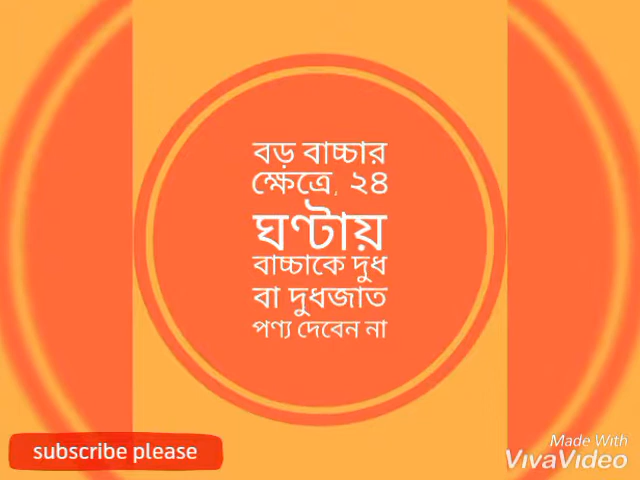 বড় বাচ্চার
ক্ষেত্রে, ২৪
ঘণ্টায়
বাচ্চাকে দুধ
বা দুধজাত
পণ্য দেবেন না
subscribe please
Made With
VivaVideo